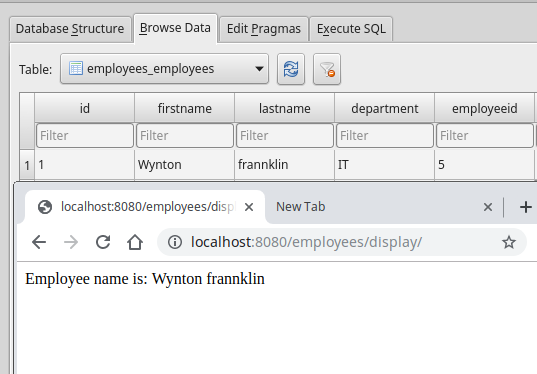 Database Structure Browse Data Edit Pragmas Execute SQL
Table: employees_employees
id firstname lastname department employeeid
Filter Filter Filter Filter Filter
1 1 Wynton frannklin IT 5
localhost:8080/employees/disp New Tab
localhost:8080/employees/display/
Employee name is: Wynton frannklin